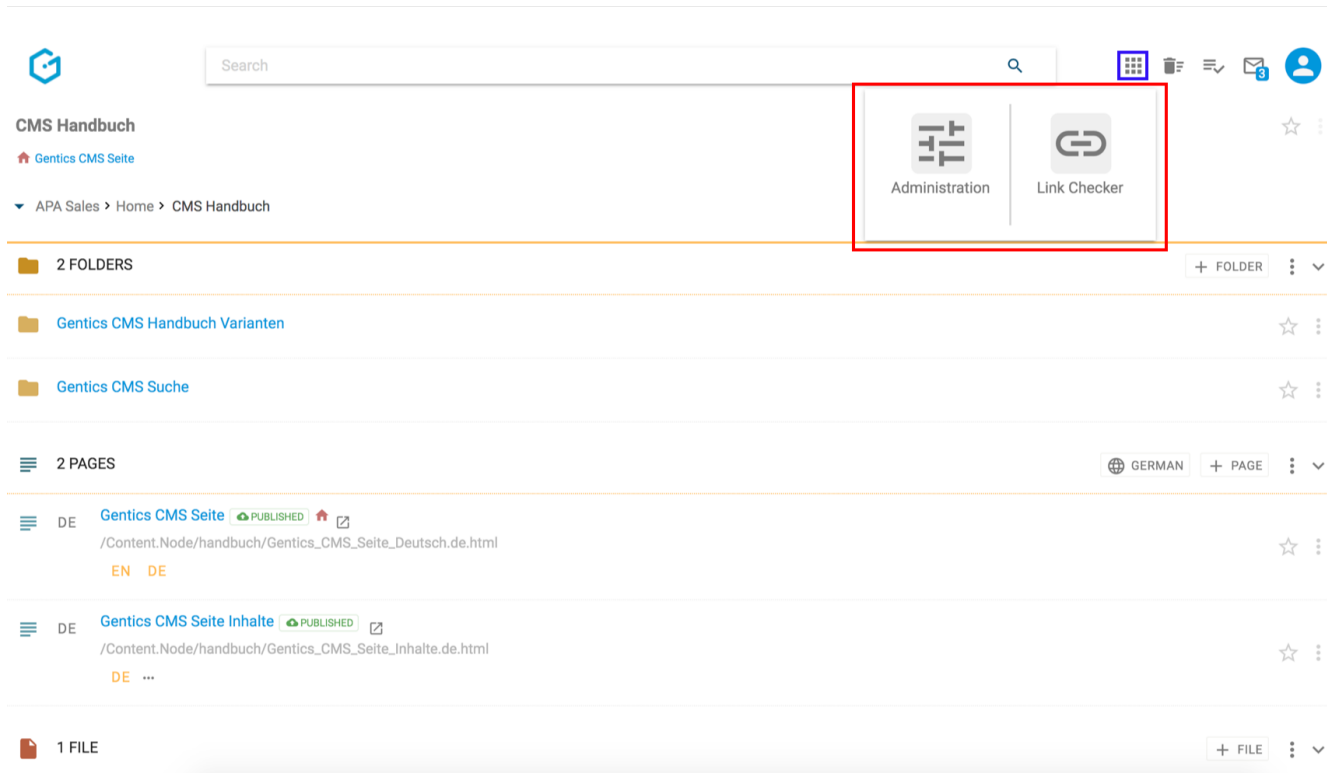 Search
3
CMS Handbuch
Gentics CMS Seite
APA Sales > Home > CMS Handbuch
Administration
Link Checker
2 FOLDERS
+ FOLDER
Gentics CMS Handbuch Varianten
Gentics CMS Suche
2 PAGES
GERMAN
+ PAGE
DE
Gentics CMS Seite
PUBLISHED
/Content.Node/handbuch/Gentics_CMS_Seite_Deutsch.de.html
EN DE
DE
Gentics CMS Seite Inhalte
PUBLISHED
/Content.Node/handbuch/Gentics_CMS_Seite_Inhalte.de.html
DE ...
1 FILE
+ FILE